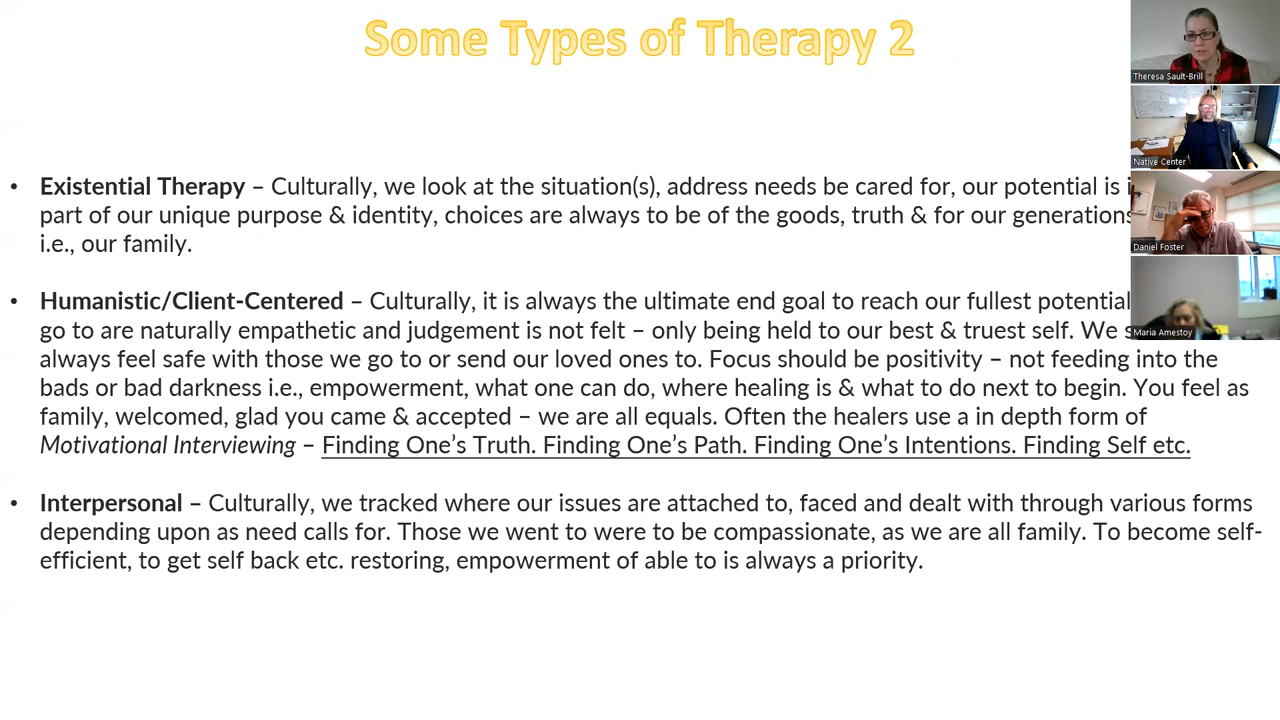 Some Types of Therapy 2
• Existential Therapy – Culturally, we look at the situation(s), address needs be cared for, our potential is
part of our unique purpose & identity, choices are always to be of the goods, truth & for our generations
i.e., our family.
• Humanistic/Client-Centered – Culturally, it is always the ultimate end goal to reach our fullest potential
go to are naturally empathetic and judgement is not felt – only being held to our best & truest self. We
always feel safe with those we go to or send our loved ones to. Focus should be positivity – not feeding into the
bads or bad darkness i.e., empowerment, what one can do, where healing is & what to do next to begin. You feel as
family, welcomed, glad you came & accepted – we are all equals. Often the healers use a in depth form of
Motivational Interviewing – Finding One's Truth. Finding One's Path. Finding One's Intentions. Finding Self etc.
• Interpersonal – Culturally, we tracked where our issues are attached to, faced and dealt with through various forms
depending upon as need calls for. Those we went to were to be compassionate, as we are all family. To become self-
efficient, to get self back etc. restoring, empowerment of able to is always a priority.
Theresa Sault-Brill
Native Center
Daniel Foster
Maria Amestoy